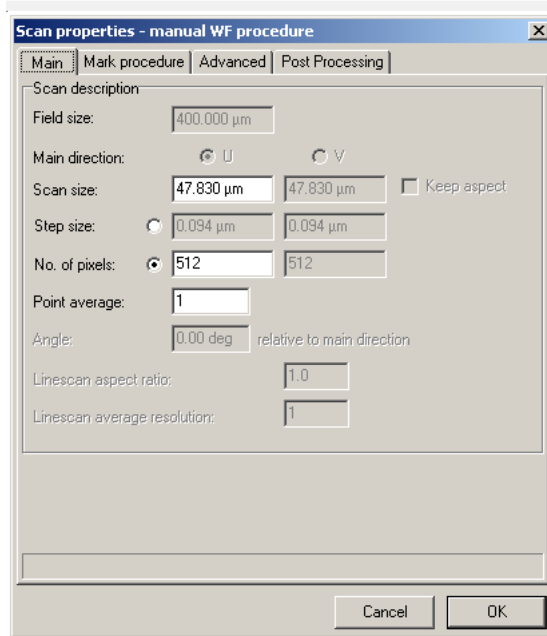 Scan properties - manual WF procedure
Main Mark procedure Advanced Post Processing
Scan description
Field size: 400.000 µm
Main direction: U V
Scan size: 47.830 µm 47.830 µm Keep aspect
Step size: 0.094 µm 0.094 µm
No. of pixels: 512 512
Point average: 1
Angle: 0.00 deg relative to main direction
Linescan aspect ratio: 1.0
Linescan average resolution: 1
Cancel OK